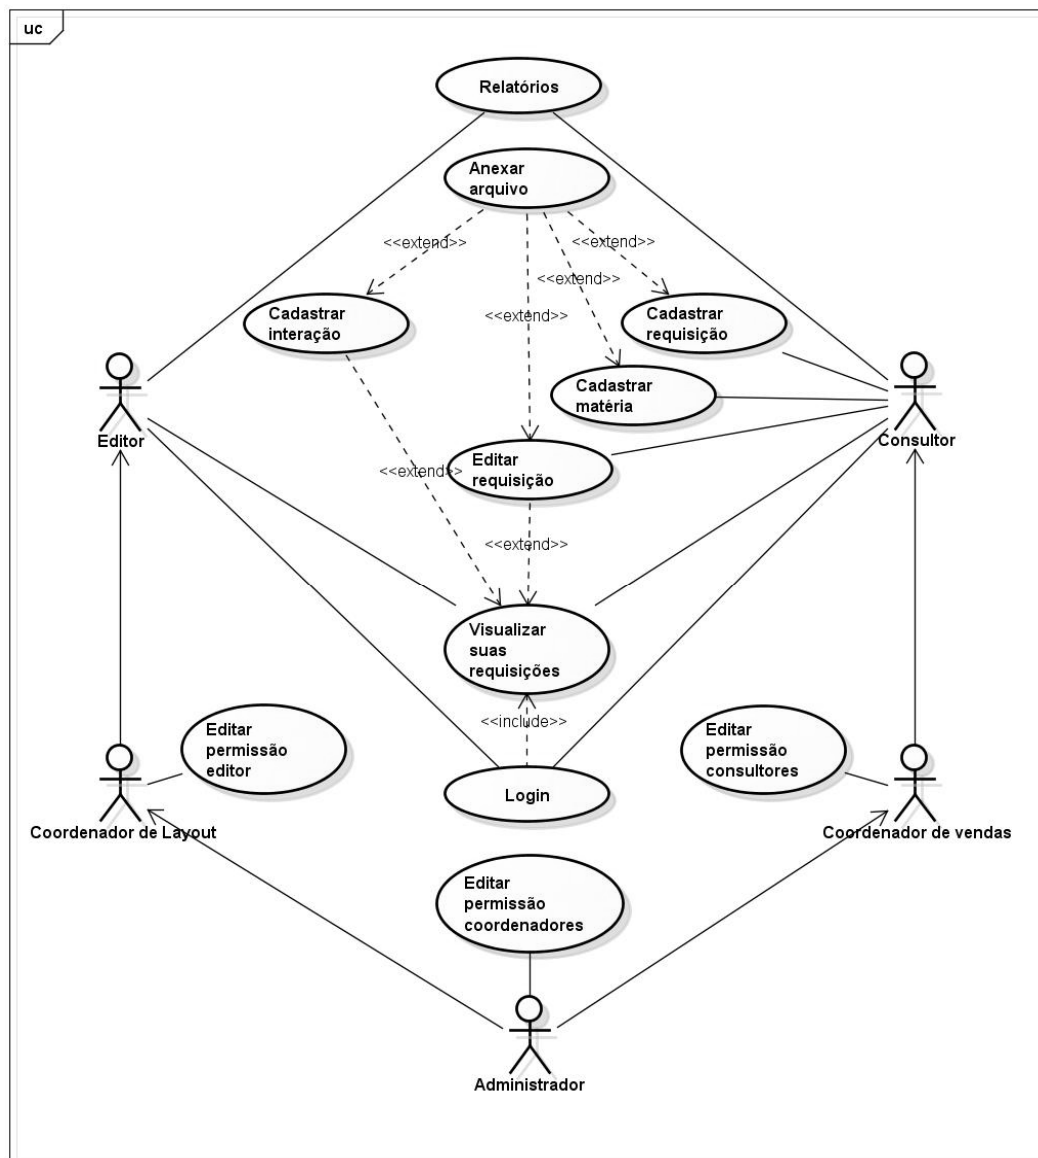 uc
Relatórios
Anexar
arquivo
<<extend>>
<<extend>>
<<extend>>
<<extend>>
Cadastrar
interação
Cadastrar
requisição
Cadastrar
matéria
Editor
Consultor
Editar
requisição
<<extend>>
<<extend>>
Visualizar
suas
requisições
<<include>>
Editar
permissão
editor
Editar
permissão
consultores
Login
Coordenador de Layout
Coordenador de vendas
Editar
permissão
coordenadores
Administrador